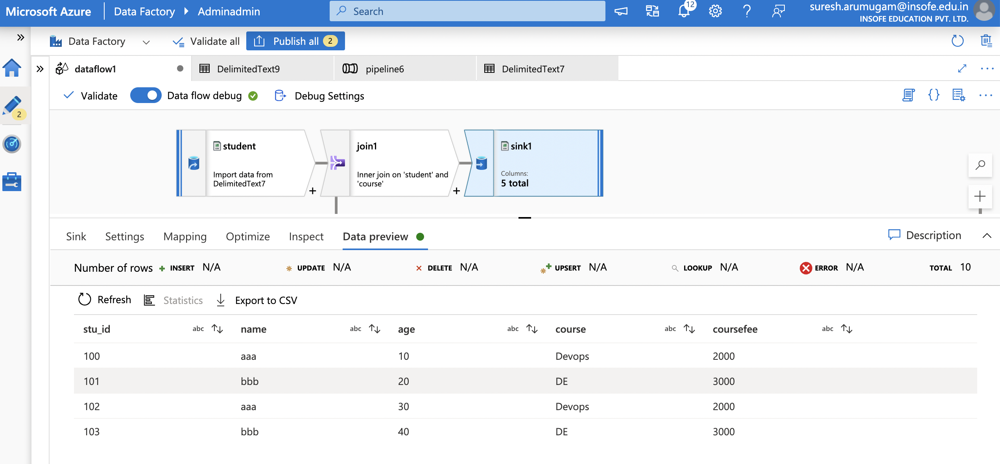 Microsoft Azure Data Factory Adminadmin Search 12 suresh.arumugam@insofe.edu.in
INSOFE EDUCATION PVT. LTD.
Data Factory Validate all Publish all 2
dataflow1 DelimitedText9 pipeline6 DelimitedText7
Validate Data flow debug Debug Settings
2
student join1 sink1
Import data from DelimitedText7
Inner join on 'student' and 'course'
Columns:
5 total
Sink Settings Mapping Optimize Inspect Data preview Description
Number of rows INSERT N/A UPDATE N/A DELETE N/A UPSERT N/A LOOKUP N/A ERROR N/A TOTAL 10
Refresh Statistics Export to CSV
stu_id abc name abc age abc course abc coursefee abc
100 aaa 10 Devops 2000
101 bbb 20 DE 3000
102 aaa 30 Devops 2000
103 bbb 40 DE 3000